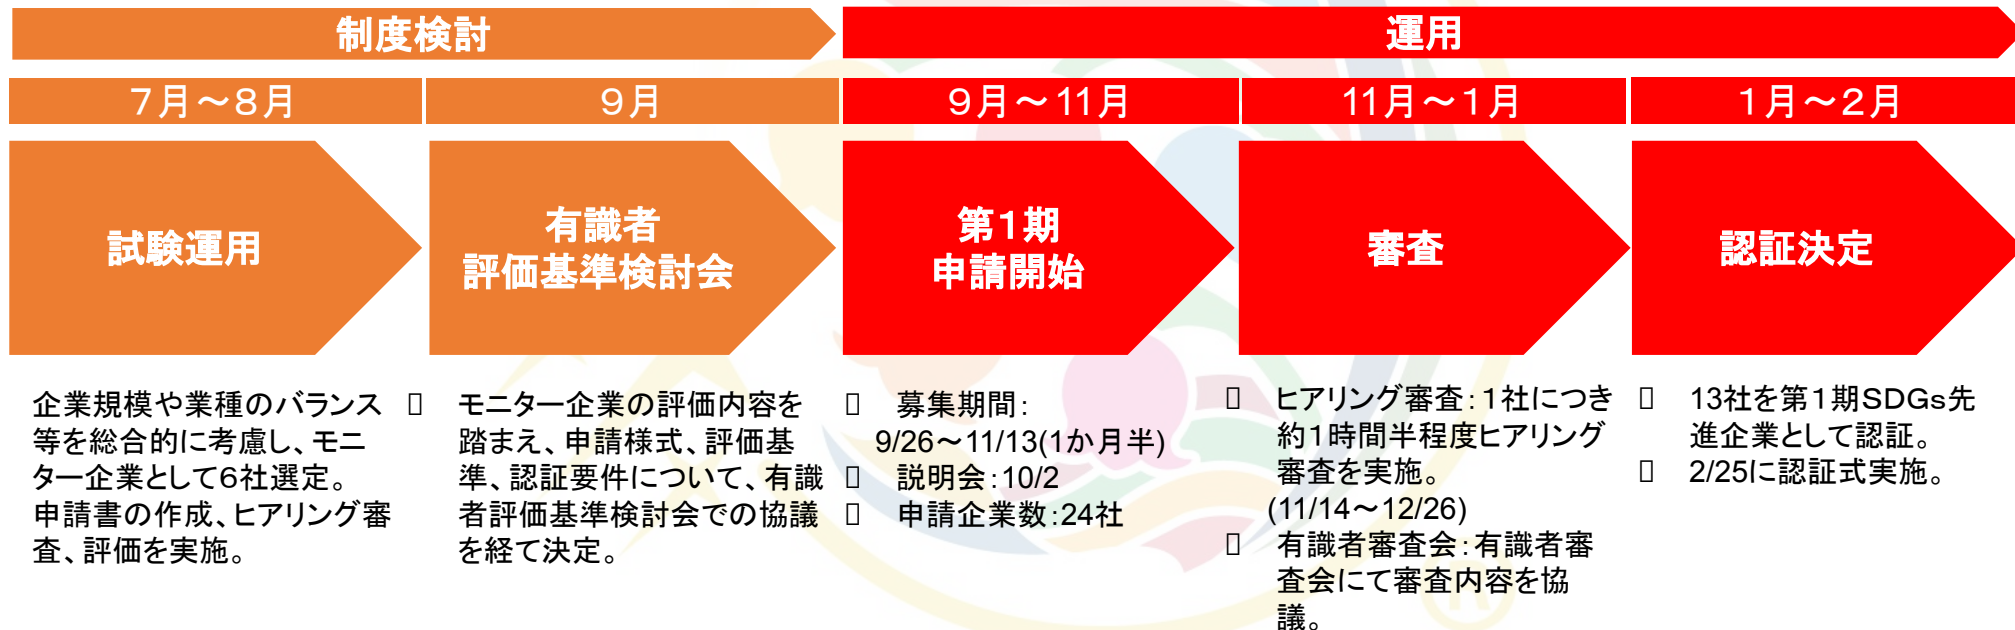 制度検討
運用
7月～8月
9月
9月～11月
11月～1月
1月～2月
試験運用
有識者
評価基準検討会
第1期
申請開始
審査
認証決定
企業規模や業種のバランス
等を総合的に考慮し、モニ
ター企業として6社選定。
申請書の作成、ヒアリング審
査、評価を実施。
モニター企業の評価内容を
踏まえ、申請様式、評価基
準、認証要件について、有識
者評価基準検討会での協議
を経て決定。
募集期間：
9/26～11/13(1か月半)
説明会：10/2
申請企業数：24社
ヒアリング審査：1社につき
約1時間半程度ヒアリング
審査を実施。
(11/14～12/26)
有識者審査会：有識者審
査会にて審査内容を協
議。
13社を第1期SDGs先
進企業として認証。
2/25に認証式実施。
®